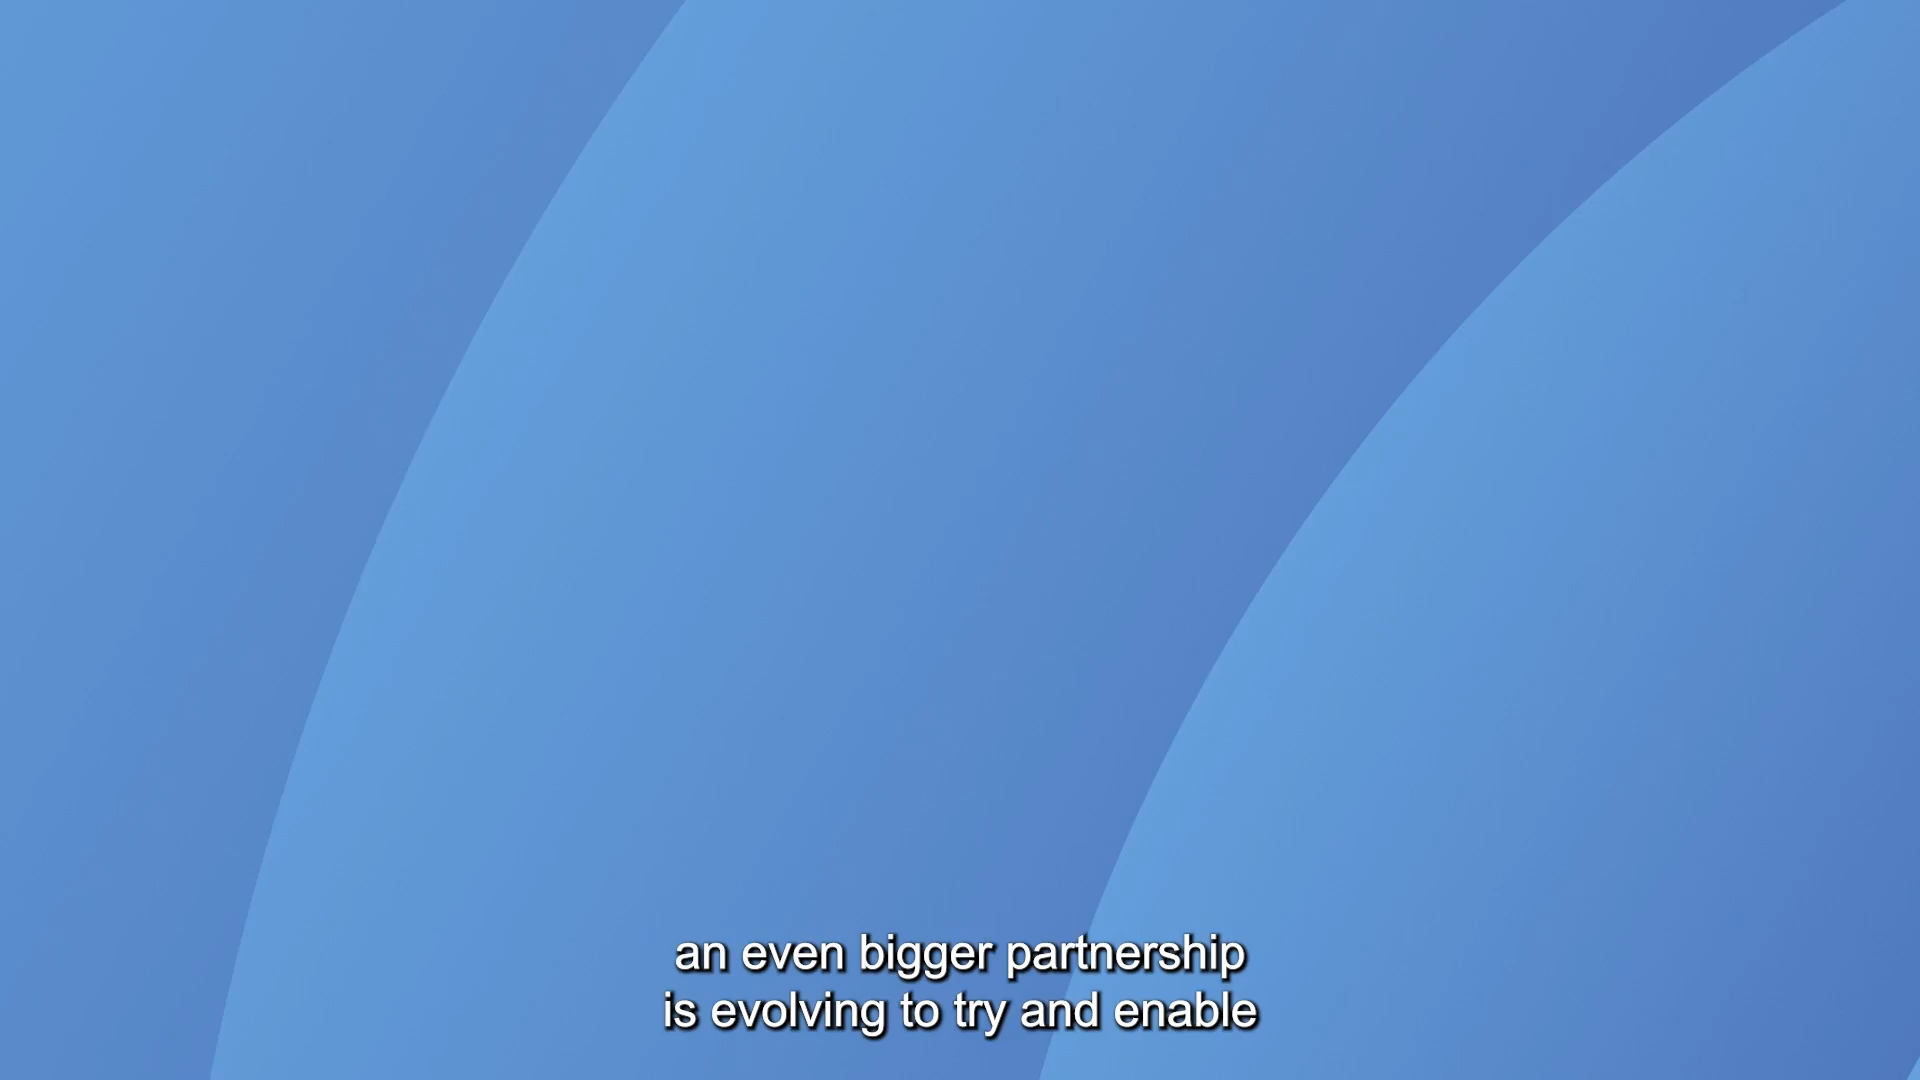 an even bigger partnership
is evolving to try and enable